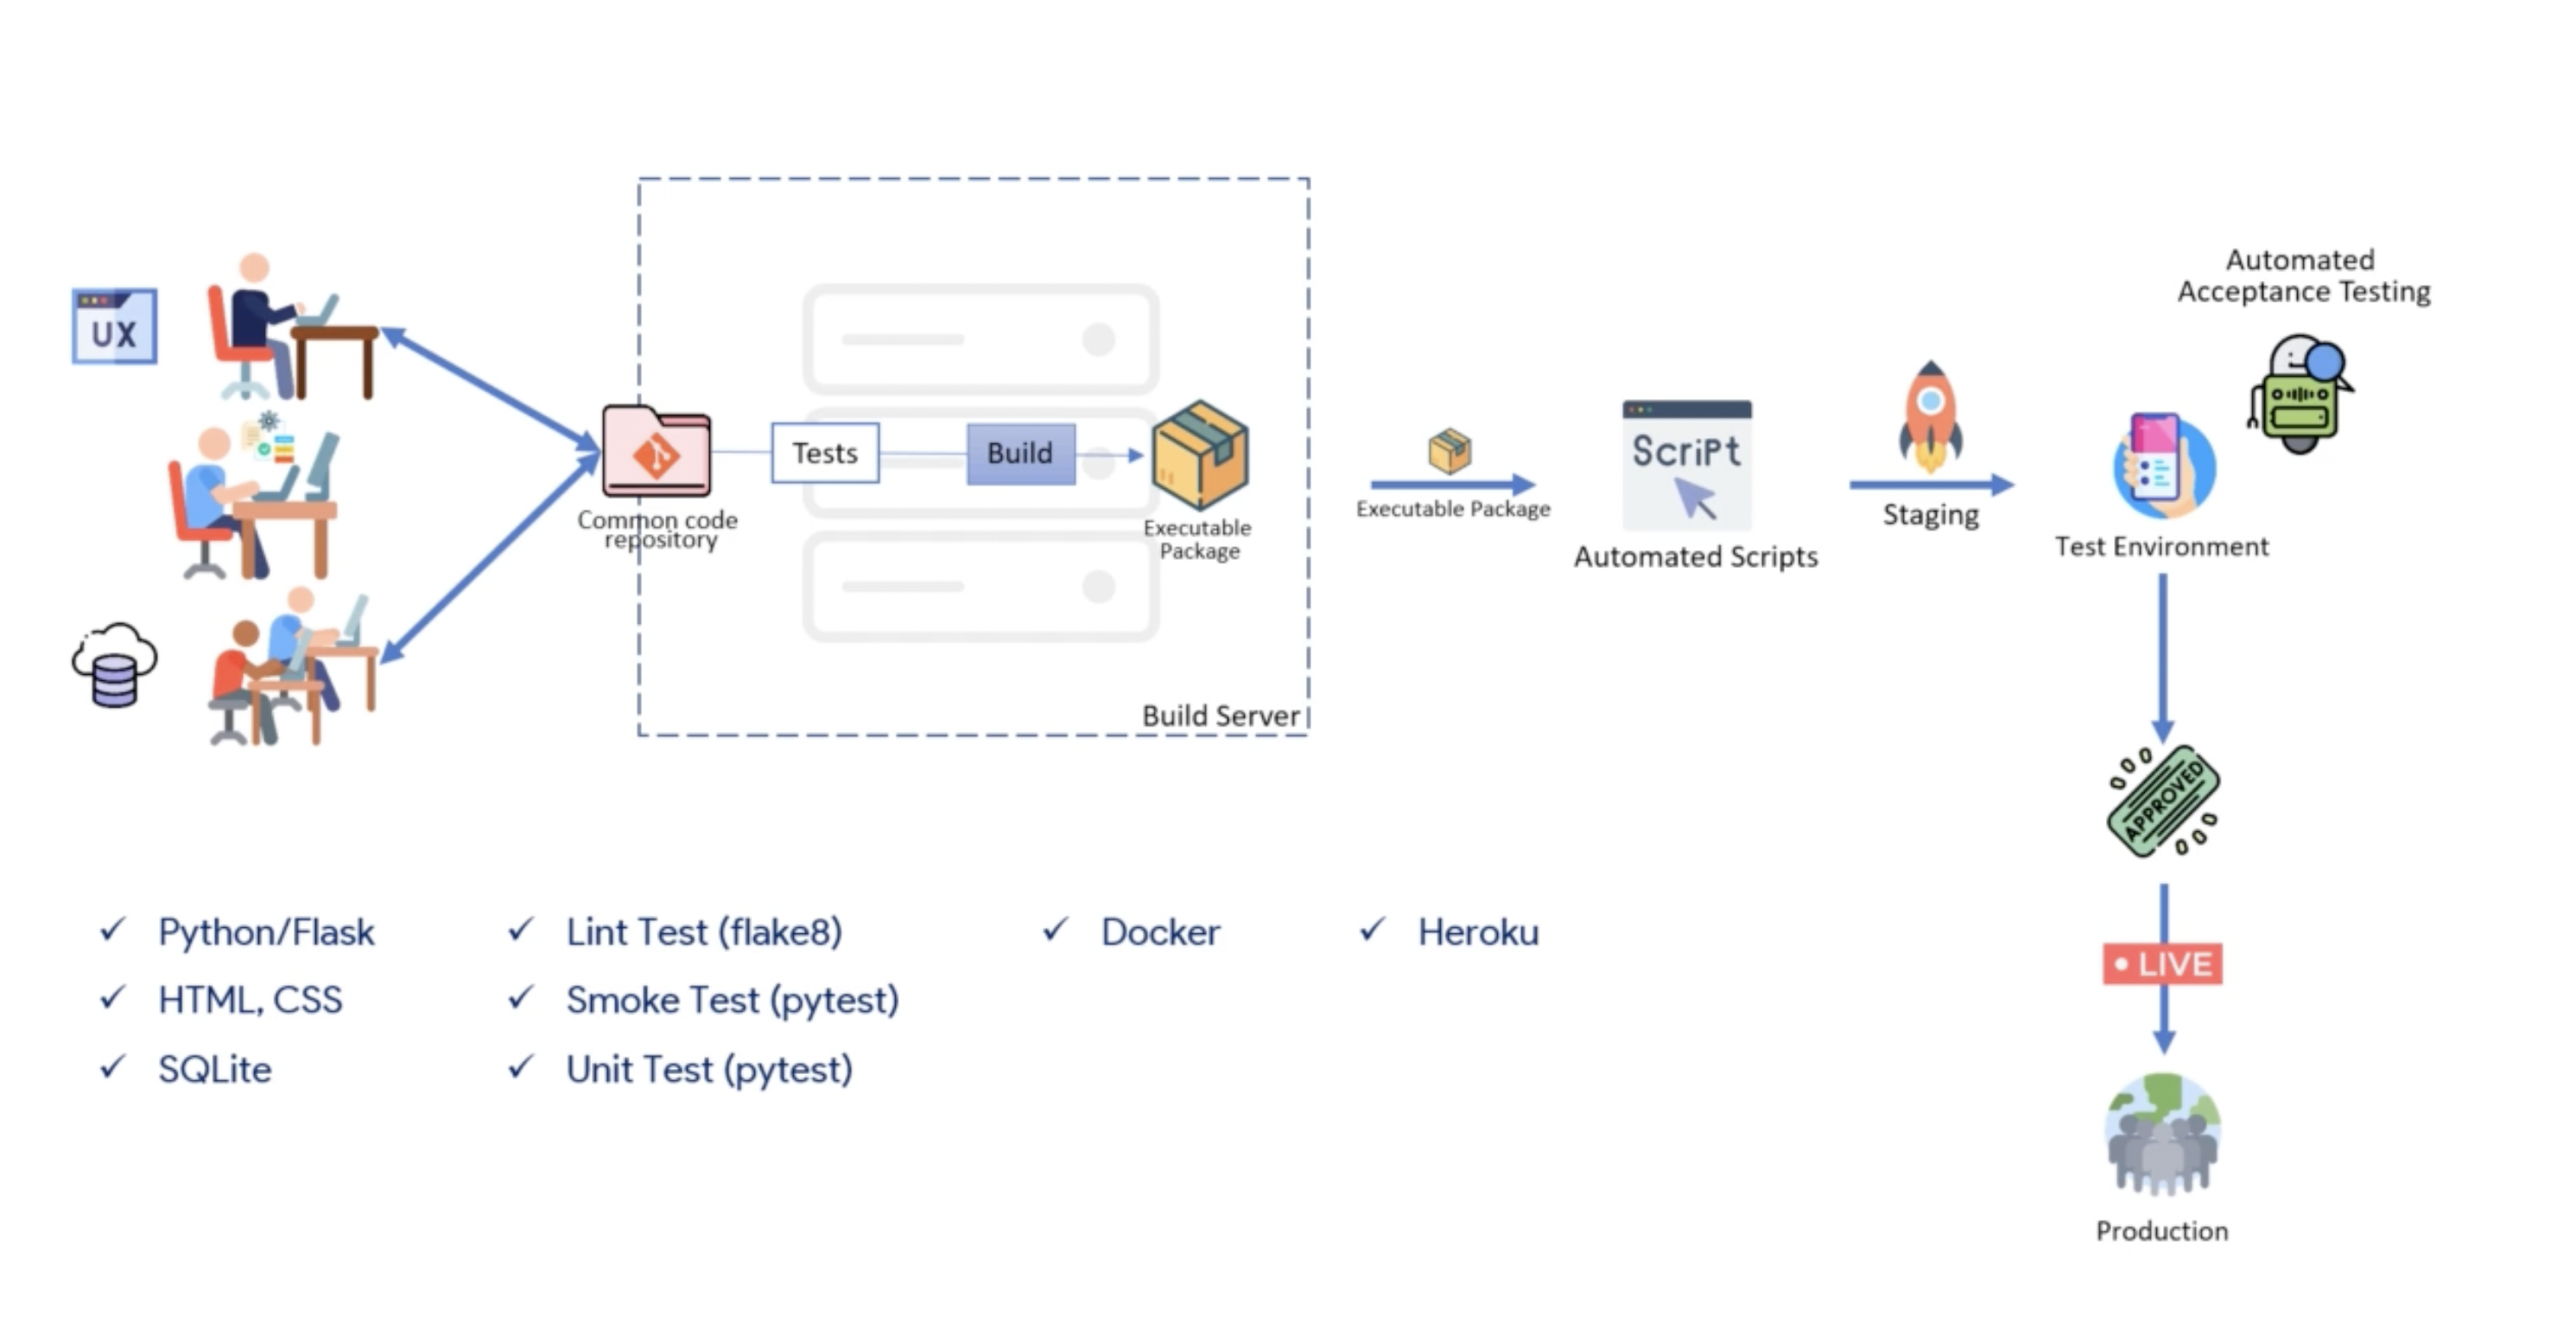 UX
Common code
repository
Tests
Build
Executable
Package
Build Server
Executable Package
ScriPt
Automated Scripts
Staging
Automated
Acceptance Testing
Test Environment
APPROVED
• LIVE
Production
✓ Python/Flask
✓ HTML, CSS
✓ SQLite
✓ Lint Test (flake8)
✓ Smoke Test (pytest)
✓ Unit Test (pytest)
✓ Docker
✓ Heroku